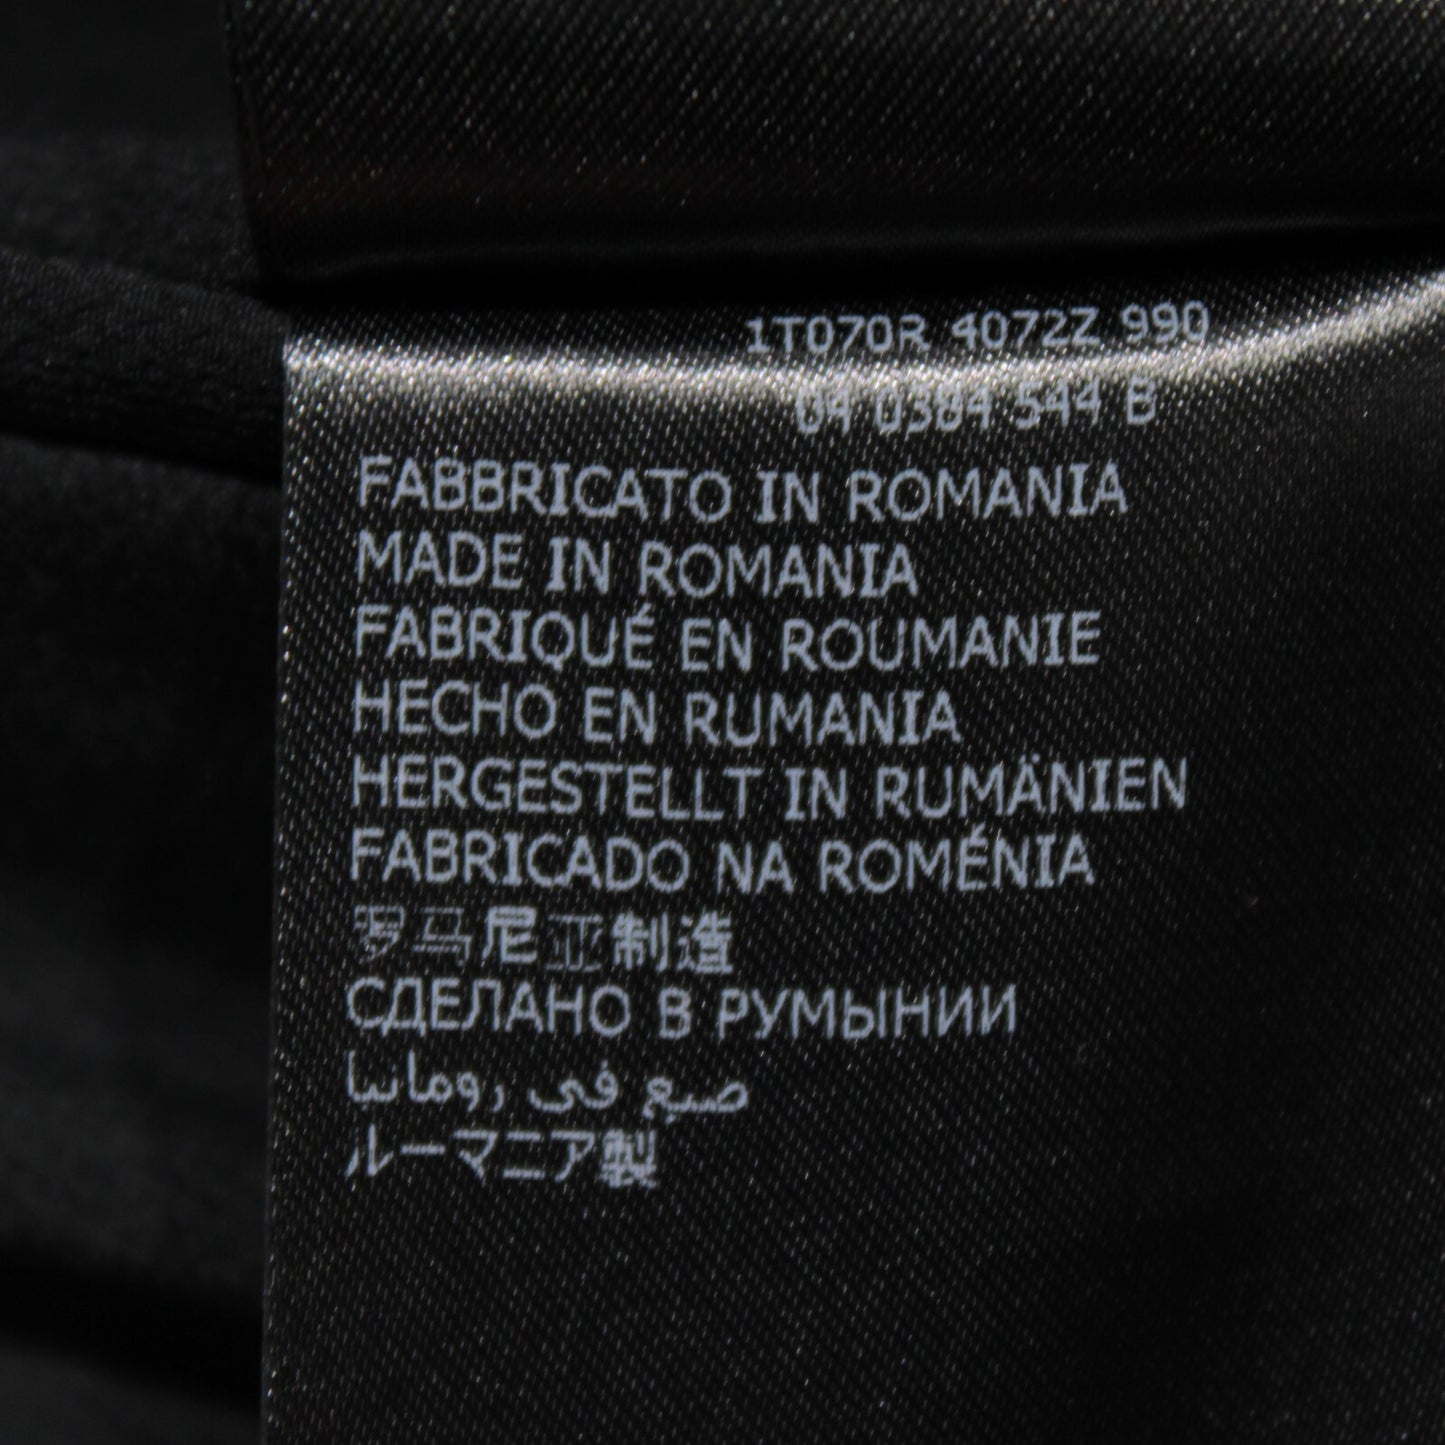 1T070R 4072Z 990
04 0384 544 B
FABBRICATO IN ROMANIA
MADE IN ROMANIA
FABRIQUÉ EN ROUMANIE
HECHO EN RUMANIA
HERGESTELLT IN RUMÄNIEN
FABRICADO NA ROMÉNIA
罗马尼亚制造
СДЕЛАНО В РУМЫНИИ
صبع في رومانيا
ルーマニア製